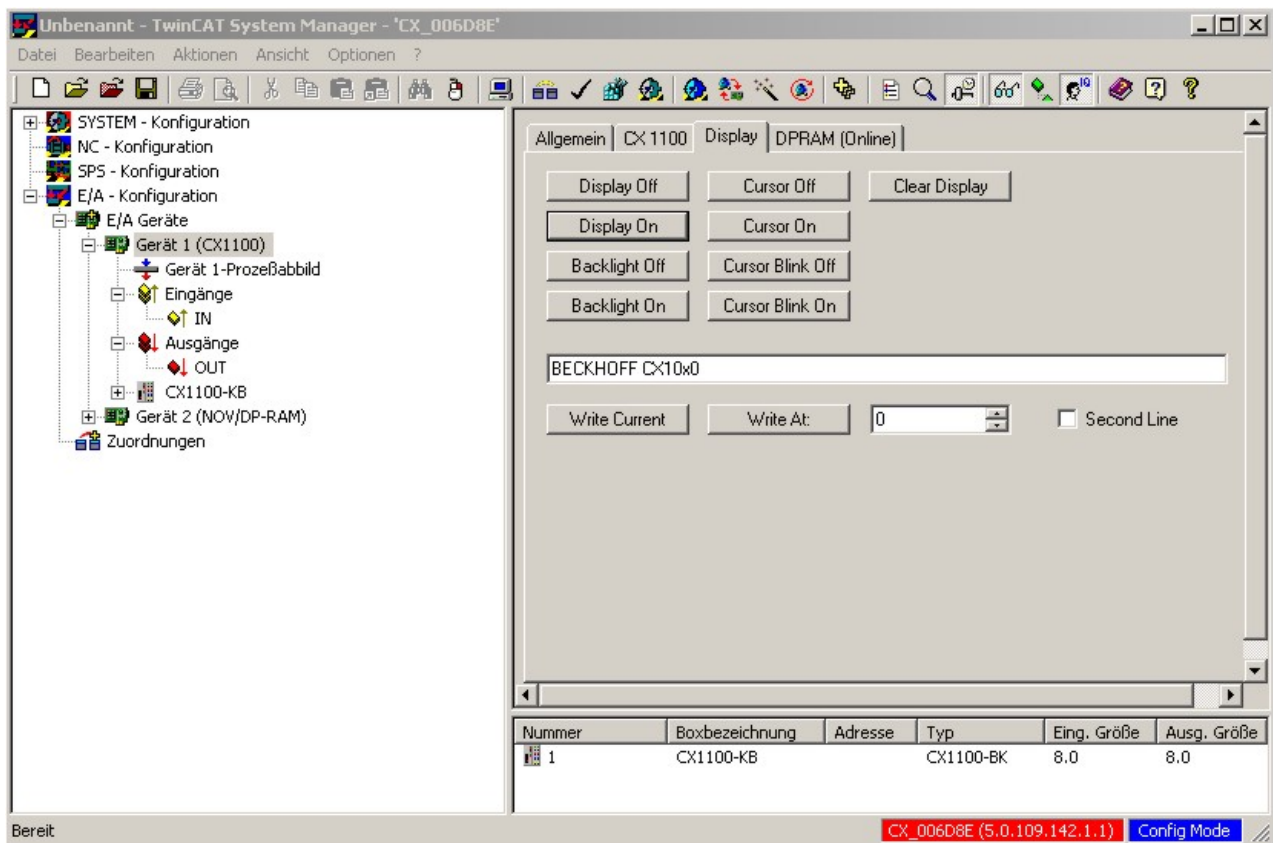 Unbenannt - TwinCAT System Manager - 'CX_006D8E'
Datei Bearbeiten Aktionen Ansicht Optionen ?
SYSTEM - Konfiguration
NC - Konfiguration
SPS - Konfiguration
E/A - Konfiguration
E/A Geräte
Gerät 1 (CX1100)
Gerät 1-Prozeßabbild
Eingänge
IN
Ausgänge
OUT
CX1100-KB
Gerät 2 (NOV/DP-RAM)
Zuordnungen
Allgemein CX 1100 Display DPRAM (Online)
Display Off Cursor Off Clear Display
Display On Cursor On
Backlight Off Cursor Blink Off
Backlight On Cursor Blink On
BECKHOFF CX10x0
Write Current Write At: 0 Second Line
Nummer Boxbezeichnung Adresse Typ Eing. Größe Ausg. Größe
1 CX1100-KB CX1100-BK 8.0 8.0
Bereit CX_006D8E (5.0.109.142.1.1) Config Mode